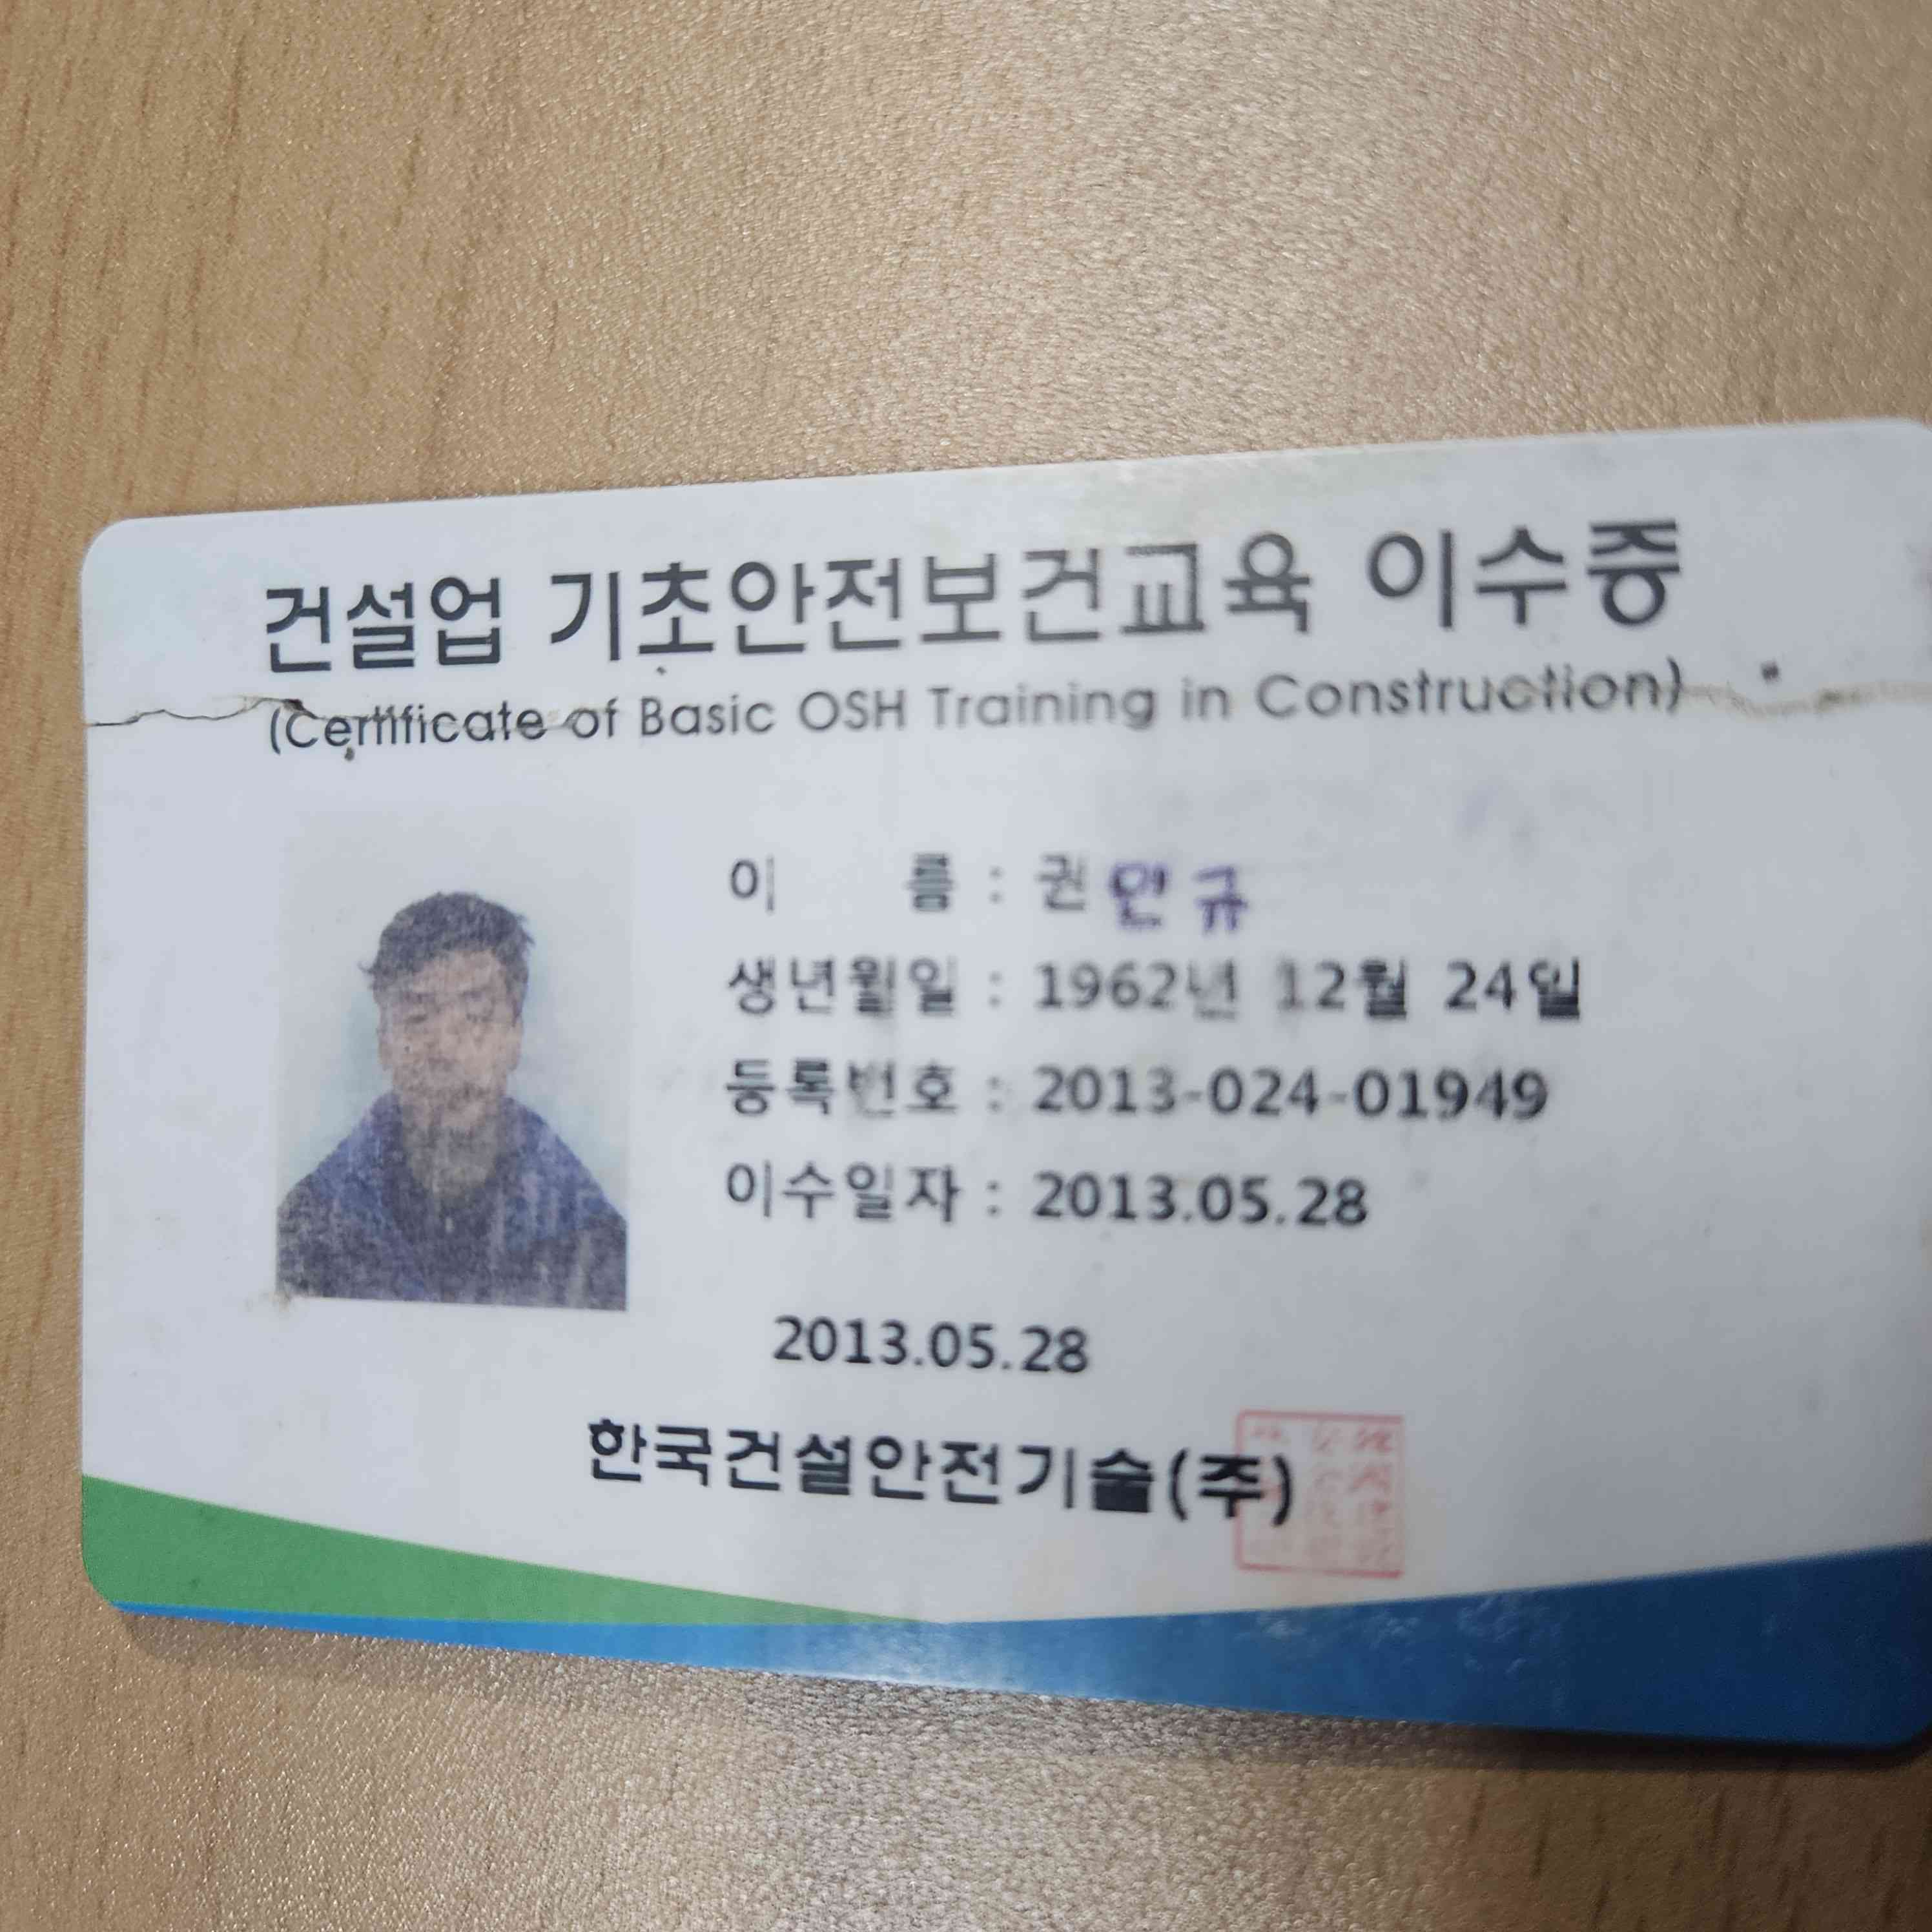 건설업 기초안전보건교육 이수증
(Certificate of Basic OSH Training in Construction)
이 름 : 권민규
생년월일 : 1962년 12월 24일
등록번호 : 2013-024-01949
이수일자 : 2013.05.28
2013.05.28
한국건설안전기술(주)